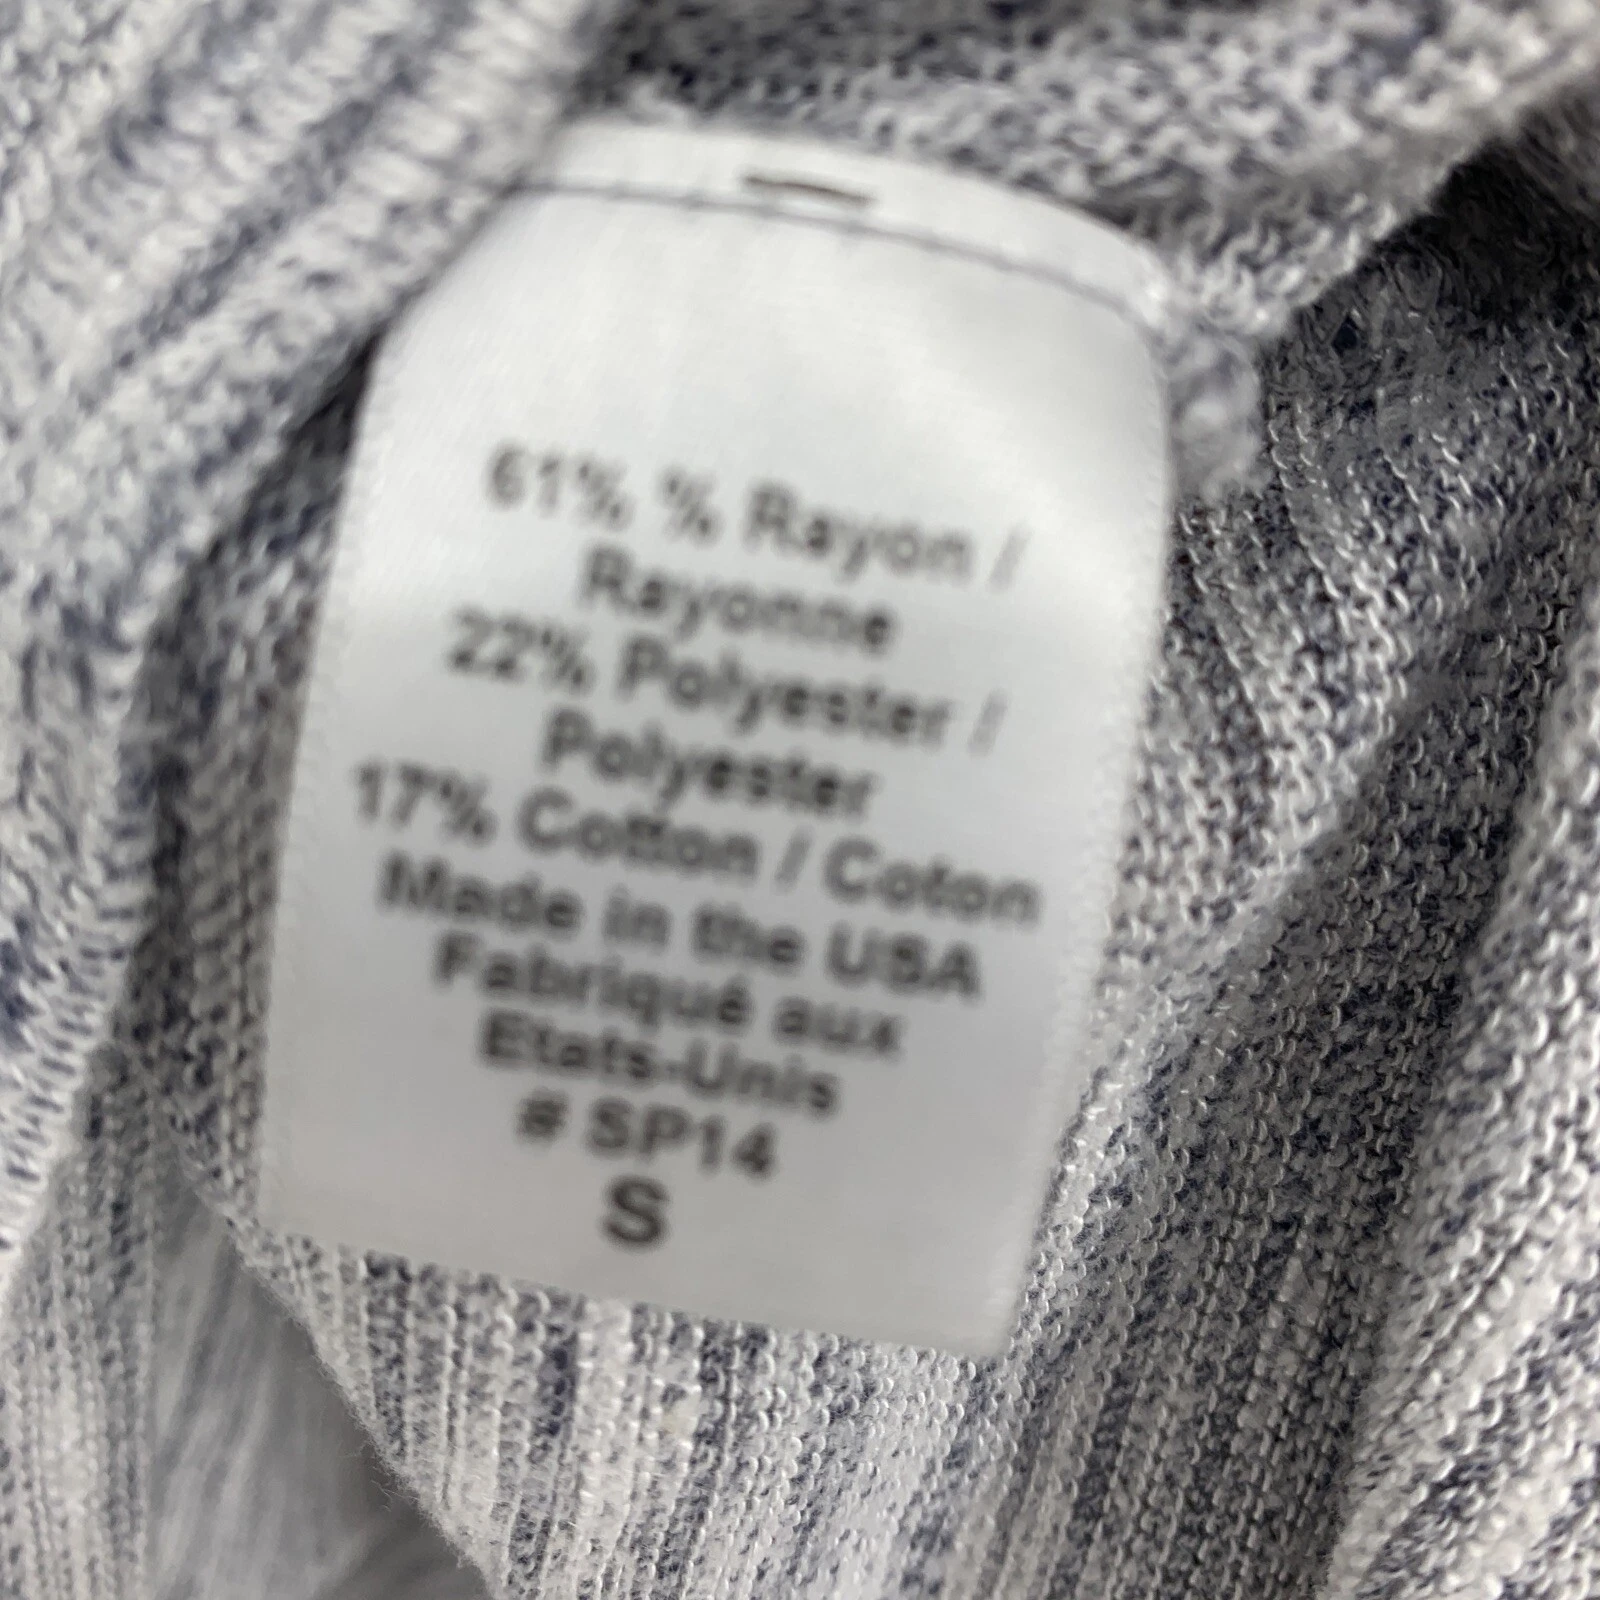 61% % Rayon /
Rayonne
22% Polyester /
Polyester
17% Cotton / Coton
Made in the USA
Fabriqué aux
Etats-Unis
# SP14
S